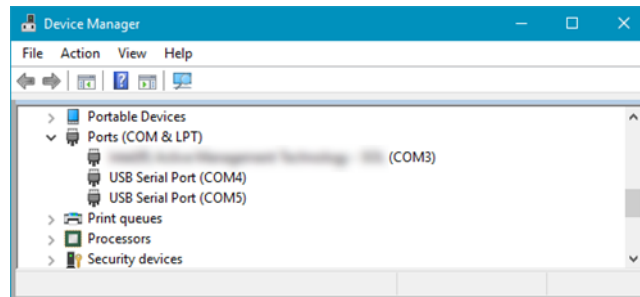 Device Manager
File Action View Help
Portable Devices
Ports (COM & LPT)
(COM3)
USB Serial Port (COM4)
USB Serial Port (COM5)
Print queues
Processors
Security devices